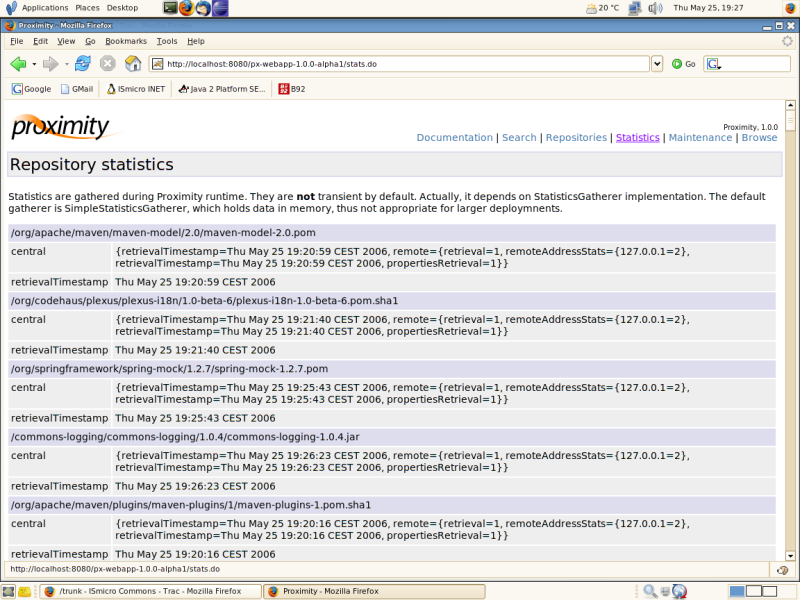 Applications Places Desktop 20 °C Thu May 25, 19:27
Proximity - Mozilla Firefox
File Edit View Go Bookmarks Tools Help
http://localhost:8080/px-webapp-1.0.0-alpha1/stats.do Go G
Google GMail ISmicro INET Java 2 Platform SE... B92
proximity
Proximity, 1.0.0
Documentation | Search | Repositories | Statistics | Maintenance | Browse
Repository statistics
Statistics are gathered during Proximity runtime. They are not transient by default. Actually, it depends on StatisticsGatherer implementation. The default
gatherer is SimpleStatisticsGatherer, which holds data in memory, thus not appropriate for larger deploymnents.
/org/apache/maven/maven-model/2.0/maven-model-2.0.pom
central {retrievalTimestamp=Thu May 25 19:20:59 CEST 2006, remote={retrieval=1, remoteAddressStats={127.0.0.1=2},
retrievalTimestamp=Thu May 25 19:20:59 CEST 2006, propertiesRetrieval=1}}
retrievalTimestamp Thu May 25 19:20:59 CEST 2006
/org/codehaus/plexus/plexus-i18n/1.0-beta-6/plexus-i18n-1.0-beta-6.pom.sha1
central {retrievalTimestamp=Thu May 25 19:21:40 CEST 2006, remote={retrieval=1, remoteAddressStats={127.0.0.1=2},
retrievalTimestamp=Thu May 25 19:21:40 CEST 2006, propertiesRetrieval=1}}
retrievalTimestamp Thu May 25 19:21:40 CEST 2006
/org/springframework/spring-mock/1.2.7/spring-mock-1.2.7.pom
central {retrievalTimestamp=Thu May 25 19:25:43 CEST 2006, remote={retrieval=1, remoteAddressStats={127.0.0.1=2},
retrievalTimestamp=Thu May 25 19:25:43 CEST 2006, propertiesRetrieval=1}}
retrievalTimestamp Thu May 25 19:25:43 CEST 2006
/commons-logging/commons-logging/1.0.4/commons-logging-1.0.4.jar
central {retrievalTimestamp=Thu May 25 19:26:23 CEST 2006, remote={retrieval=1, remoteAddressStats={127.0.0.1=2},
retrievalTimestamp=Thu May 25 19:26:23 CEST 2006, propertiesRetrieval=1}}
retrievalTimestamp Thu May 25 19:26:23 CEST 2006
/org/apache/maven/plugins/maven-plugins/1/maven-plugins-1.pom.sha1
central {retrievalTimestamp=Thu May 25 19:20:16 CEST 2006, remote={retrieval=1, remoteAddressStats={127.0.0.1=2},
retrievalTimestamp=Thu May 25 19:20:16 CEST 2006, propertiesRetrieval=1}}
retrievalTimestamp Thu May 25 19:20:16 CEST 2006
http://localhost:8080/px-webapp-1.0.0-alpha1/stats.do
/trunk - ISmicro Commons - Trac - Mozilla Firefox Proximity - Mozilla Firefox